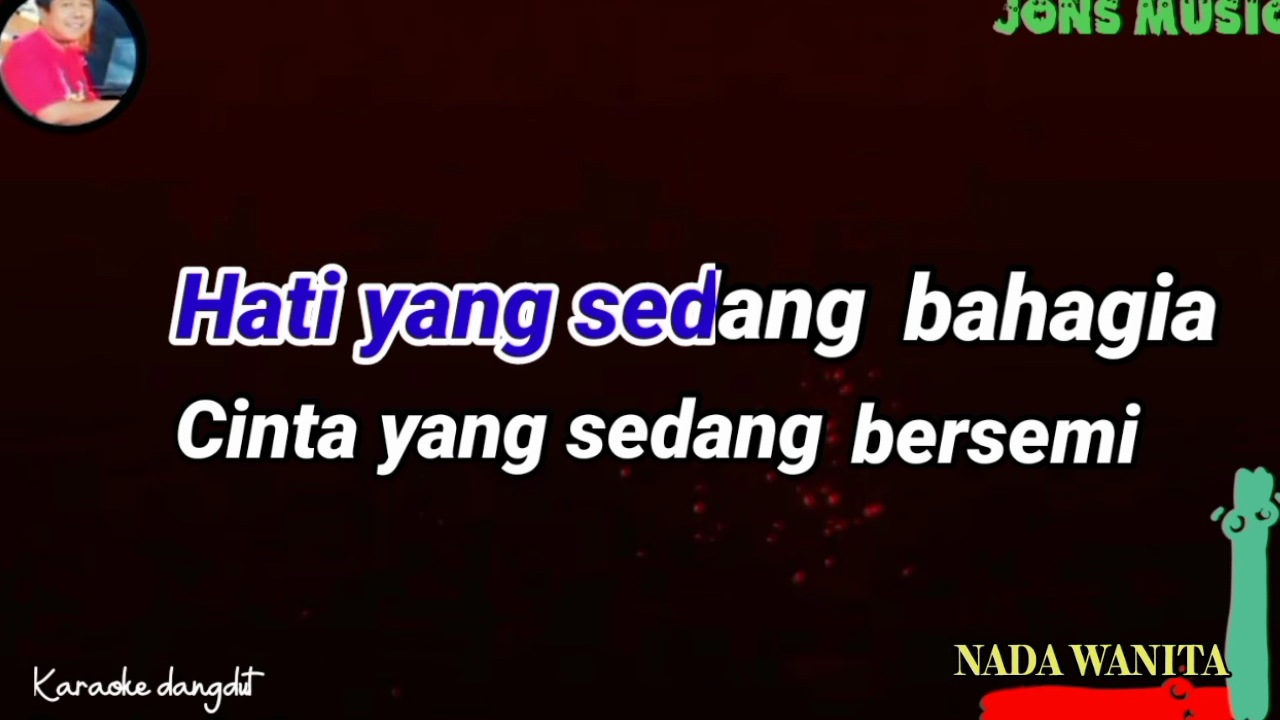 JONS MUSIC
Hati yang sedang bahagia
Cinta yang sedang bersemi
NADA WANITA
Karaoke dangdut